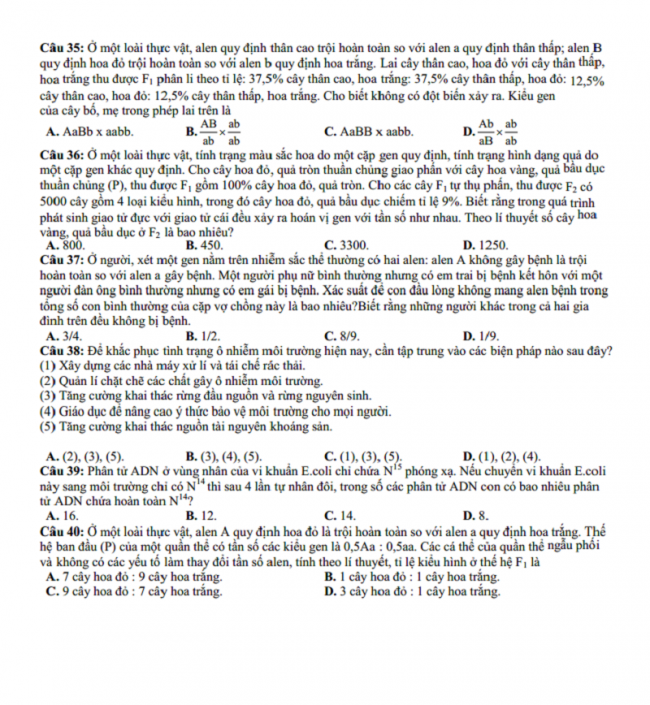 Câu 35: Ở một loài thực vật, alen quy định thân cao trội hoàn toàn so với alen a quy định thân thấp; alen B
quy định hoa đỏ trội hoàn toàn so với alen b quy định hoa trắng. Lai cây thân cao, hoa đỏ với cây thân thấp,
hoa trắng thu được F₁ phân li theo tỉ lệ: 37,5% cây thân cao, hoa trắng: 37,5% cây thân thấp, hoa đỏ: 12,5%
cây thân cao, hoa đỏ: 12,5% cây thân thấp, hoa trắng. Cho biết không có đột biến xảy ra. Kiểu gen
của cây bố, mẹ trong phép lai trên là
A. AaBb x aabb. B. AB/ab × ab/ab C. AaBB x aabb. D. Ab/aB × ab/ab
Câu 36: Ở một loài thực vật, tính trạng màu sắc hoa do một cặp gen quy định, tính trạng hình dạng quả do
một cặp gen khác quy định. Cho cây hoa đỏ, quả tròn thuần chủng giao phấn với cây hoa vàng, quả bầu dục
thuần chủng (P), thu được F₁ gồm 100% cây hoa đỏ, quả tròn. Cho các cây F₁ tự thụ phấn, thu được F₂ có
5000 cây gồm 4 loại kiểu hình, trong đó cây hoa đỏ, quả bầu dục chiếm tỉ lệ 9%. Biết rằng trong quá trình
phát sinh giao tử đực với giao tử cái đều xảy ra hoán vị gen với tần số như nhau. Theo lí thuyết số cây hoa
vàng, quả bầu dục ở F₂ là bao nhiêu?
A. 800. B. 450. C. 3300. D. 1250.
Câu 37: Ở người, xét một gen nằm trên nhiễm sắc thể thường có hai alen: alen A không gây bệnh là trội
hoàn toàn so với alen a gây bệnh. Một người phụ nữ bình thường nhưng có em trai bị bệnh kết hôn với một
người đàn ông bình thường nhưng có em gái bị bệnh. Xác suất để con đầu lòng không mang alen bệnh trong
tổng số con bình thường của cặp vợ chồng này là bao nhiêu?Biết rằng những người khác trong cả hai gia
đình trên đều không bị bệnh.
A. 3/4. B. 1/2. C. 8/9. D. 1/9.
Câu 38: Để khắc phục tình trạng ô nhiễm môi trường hiện nay, cần tập trung vào các biện pháp nào sau đây?
(1) Xây dựng các nhà máy xử lí và tái chế rác thải.
(2) Quản lí chặt chẽ các chất gây ô nhiễm môi trường.
(3) Tăng cường khai thác rừng đầu nguồn và rừng nguyên sinh.
(4) Giáo dục để nâng cao ý thức bảo vệ môi trường cho mọi người.
(5) Tăng cường khai thác nguồn tài nguyên khoáng sản.
A. (2), (3), (5). B. (3), (4), (5). C. (1), (3), (5). D. (1), (2), (4).
Câu 39: Phân tử ADN ở vùng nhân của vi khuẩn E.coli chỉ chứa N¹⁵ phóng xạ. Nếu chuyển vi khuẩn E.coli
này sang môi trường chỉ có N¹⁴ thì sau 4 lần tự nhân đôi, trong số các phân tử ADN con có bao nhiêu phân
tử ADN chứa hoàn toàn N¹⁴?
A. 16. B. 12. C. 14. D. 8.
Câu 40: Ở một loài thực vật, alen A quy định hoa đỏ là trội hoàn toàn so với alen a quy định hoa trắng. Thế
hệ ban đầu (P) của một quần thể có tần số các kiểu gen là 0,5Aa : 0,5aa. Các cá thể của quần thể ngẫu phối
và không có các yếu tố làm thay đổi tần số alen, tính theo lí thuyết, tỉ lệ kiểu hình ở thế hệ F₁ là
A. 7 cây hoa đỏ : 9 cây hoa trắng. B. 1 cây hoa đỏ : 1 cây hoa trắng.
C. 9 cây hoa đỏ : 7 cây hoa trắng. D. 3 cây hoa đỏ : 1 cây hoa trắng.